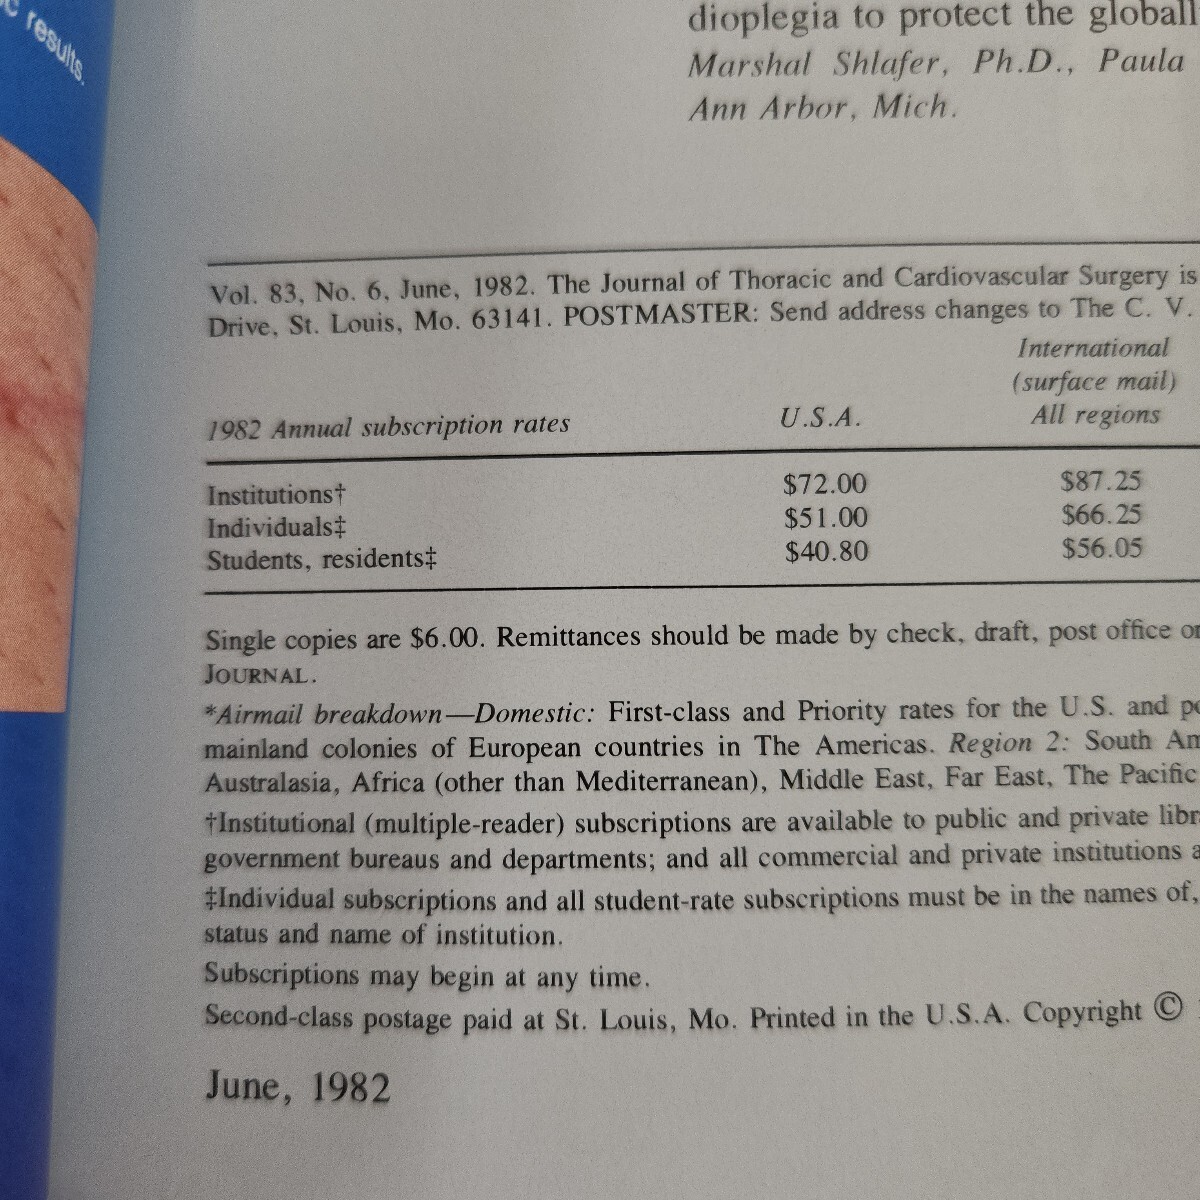 results.
dioplegia to protect the globall
Marshal Shlafer, Ph.D., Paula
Ann Arbor, Mich.
Vol. 83, No. 6, June, 1982. The Journal of Thoracic and Cardiovascular Surgery is
Drive, St. Louis, Mo. 63141. POSTMASTER: Send address changes to The C. V.
International
(surface mail)
1982 Annual subscription rates U.S.A. All regions
Institutions† $72.00 $87.25
Individuals‡ $51.00 $66.25
Students, residents‡ $40.80 $56.05
Single copies are $6.00. Remittances should be made by check, draft, post office or
JOURNAL.
*Airmail breakdown—Domestic: First-class and Priority rates for the U.S. and
mainland colonies of European countries in The Americas. Region 2: South Am
Australasia, Africa (other than Mediterranean), Middle East, Far East, The Pacific
†Institutional (multiple-reader) subscriptions are available to public and private libr
government bureaus and departments; and all commercial and private institutions a
‡Individual subscriptions and all student-rate subscriptions must be in the names of,
status and name of institution.
Subscriptions may begin at any time.
Second-class postage paid at St. Louis, Mo. Printed in the U.S.A. Copyright ©
June, 1982